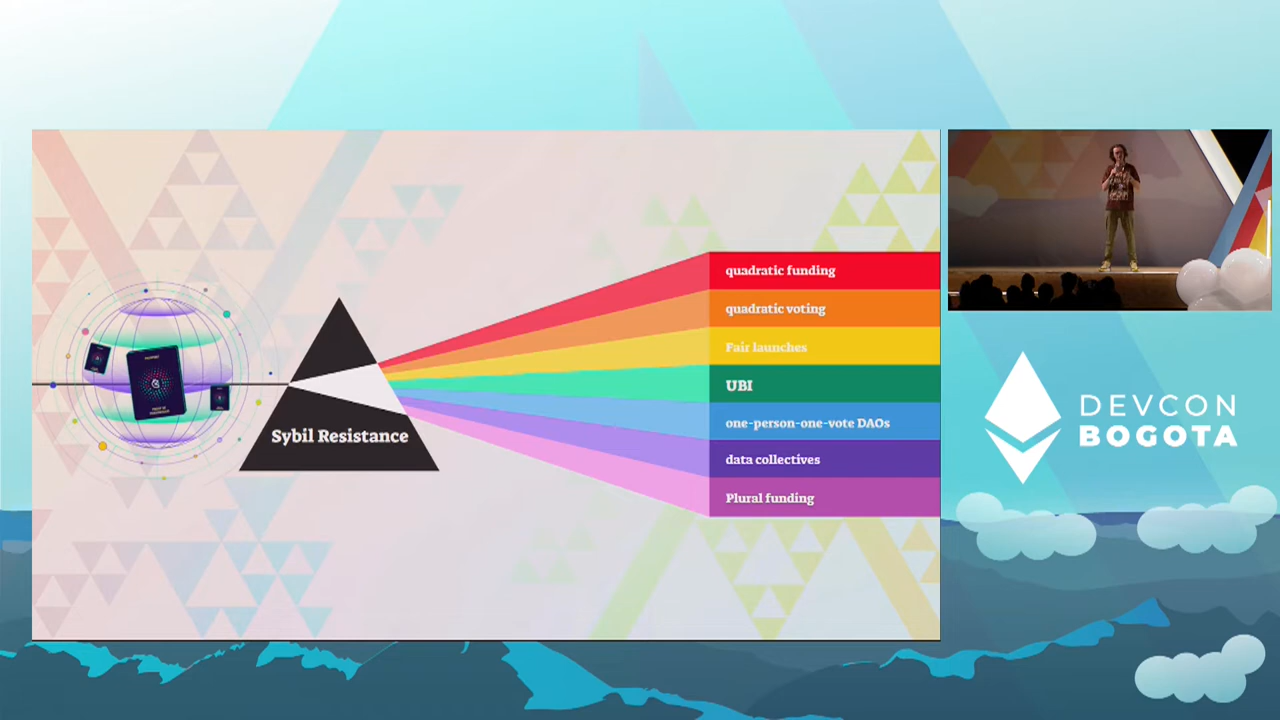 Sybil Resistance
quadratic funding
quadratic voting
Fair launches
UBI
one-person-one-vote DAOs
data collectives
Plural funding
DEVCON
BOGOTA